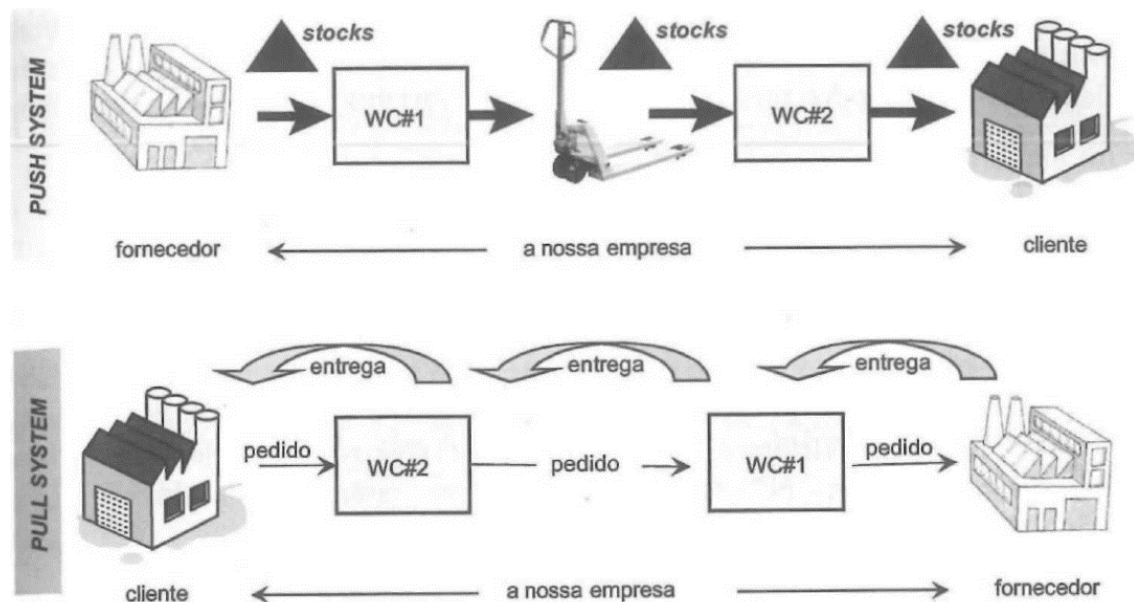 PUSH SYSTEM
stocks
stocks
stocks
WC#1
WC#2
fornecedor
a nossa empresa
cliente
PULL SYSTEM
entrega
entrega
entrega
pedido
WC#2
pedido
WC#1
pedido
cliente
a nossa empresa
fornecedor